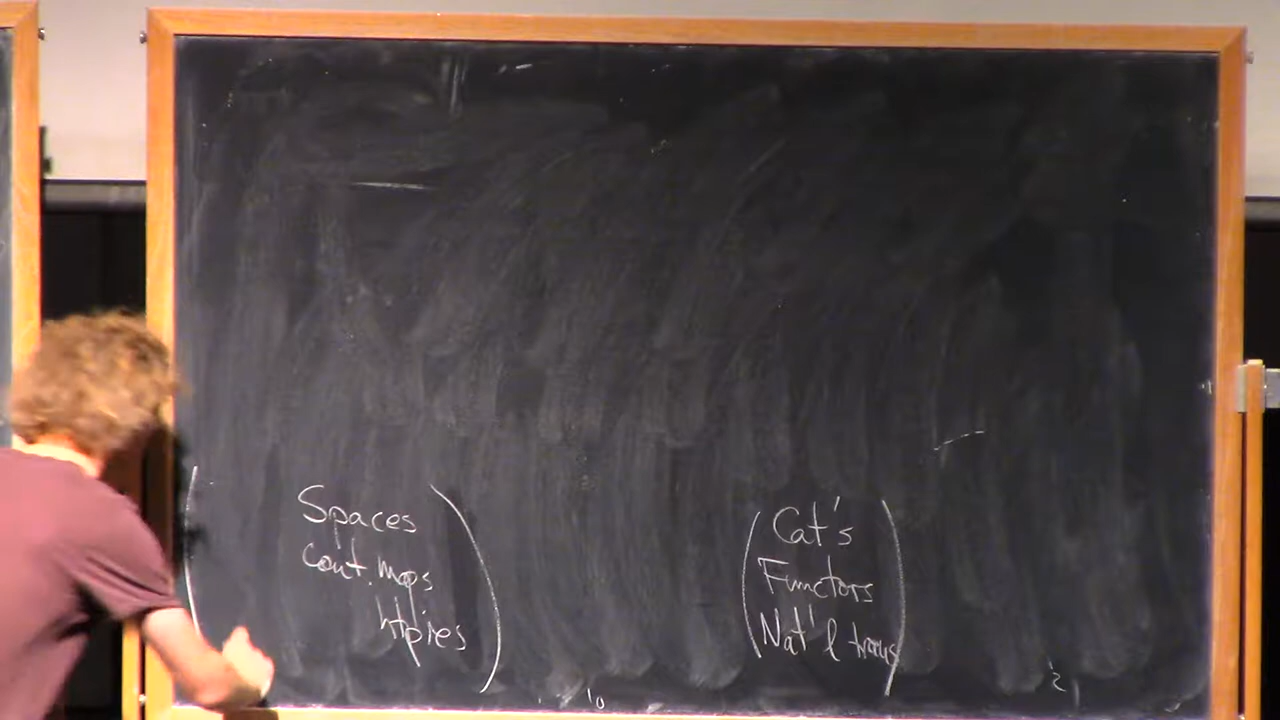 Spaces
cont. maps
htpies
Cat's
Functors
Nat'l trans